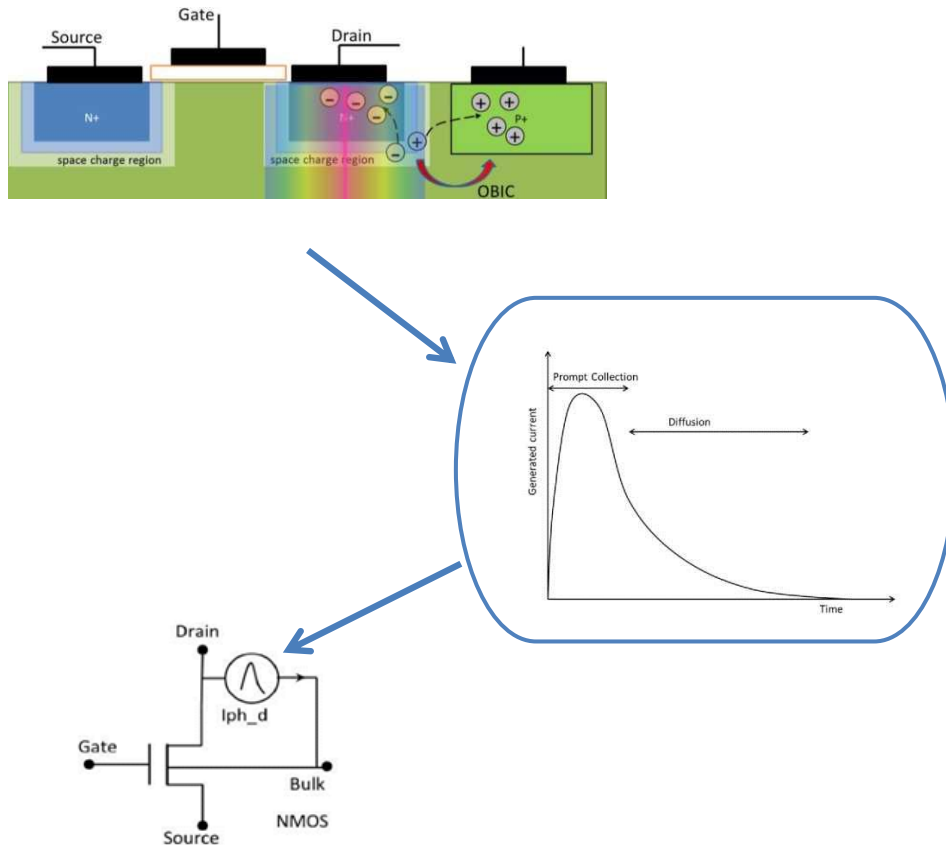 Gate
Source
Drain
N+
N+
P+
space charge region
space charge region
OBIC
Prompt Collection
Diffusion
Generated current
Time
Drain
Iph_d
Gate
Bulk
NMOS
Source